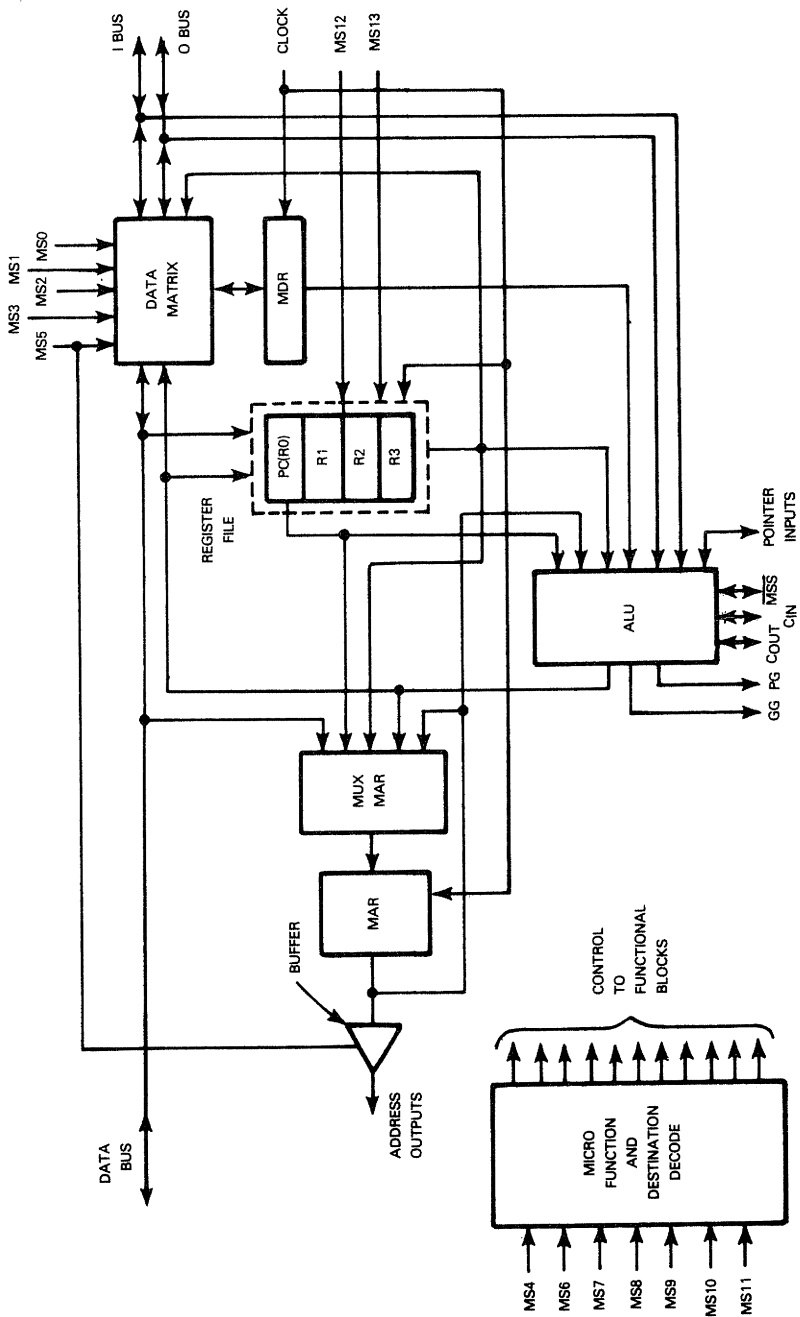 I BUS
O BUS
CLOCK
MS12
MS13
MS1
MS0
MS3
MS2
MS5
DATA
MATRIX
MDR
PC(R0)
R1
R2
R3
REGISTER
FILE
ALU
POINTER
INPUTS
MSS
CIN
COUT
PG
GG
MUX
MAR
MAR
BUFFER
ADDRESS
OUTPUTS
DATA
BUS
CONTROL
TO
FUNCTIONAL
BLOCKS
MICRO
FUNCTION
AND
DESTINATION
DECODE
MS4
MS6
MS7
MS8
MS9
MS10
MS11